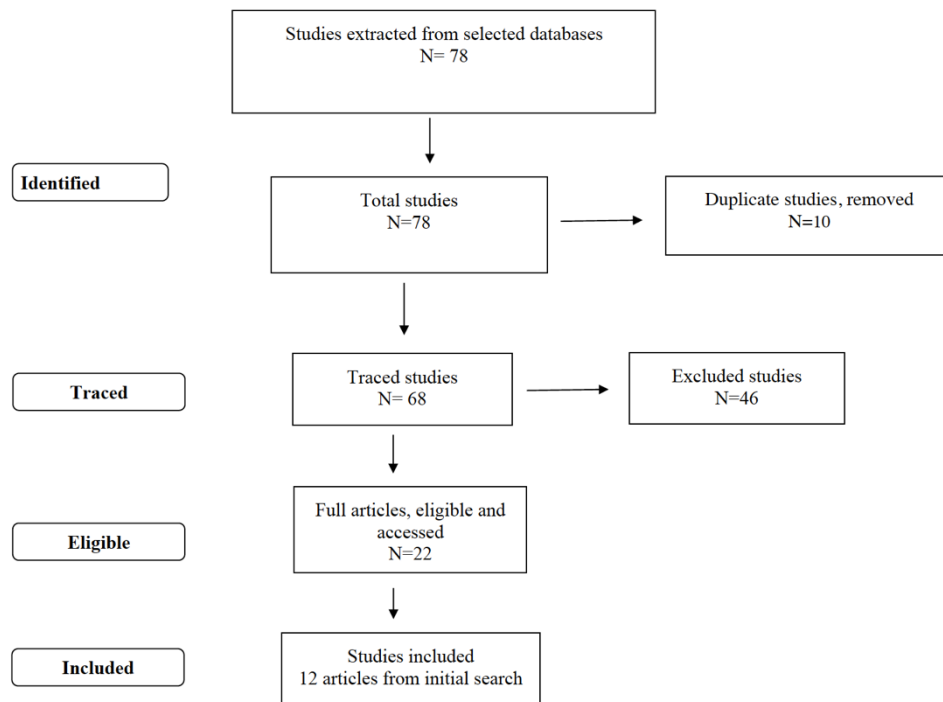 Studies extracted from selected databases
N= 78
Identified
Total studies
N=78
Duplicate studies, removed
N=10
Traced
Traced studies
N= 68
Excluded studies
N=46
Eligible
Full articles, eligible and
accessed
N=22
Included
Studies included
12 articles from initial search